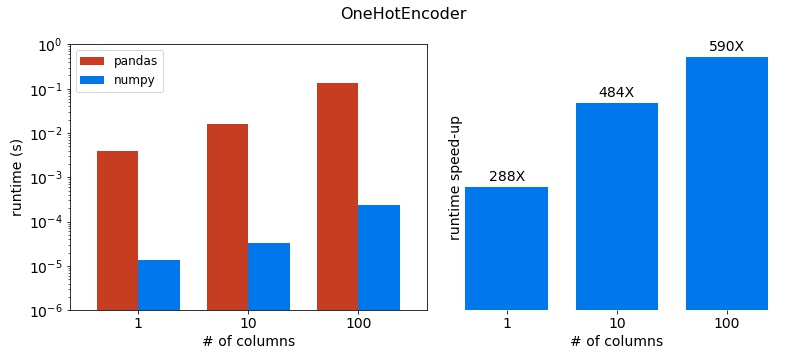 OneHotEncoder
runtime (s)
10^0
10^-1
10^-2
10^-3
10^-4
10^-5
10^-6
pandas
numpy
1 10 100
# of columns
runtime speed-up
288X
484X
590X
1 10 100
# of columns